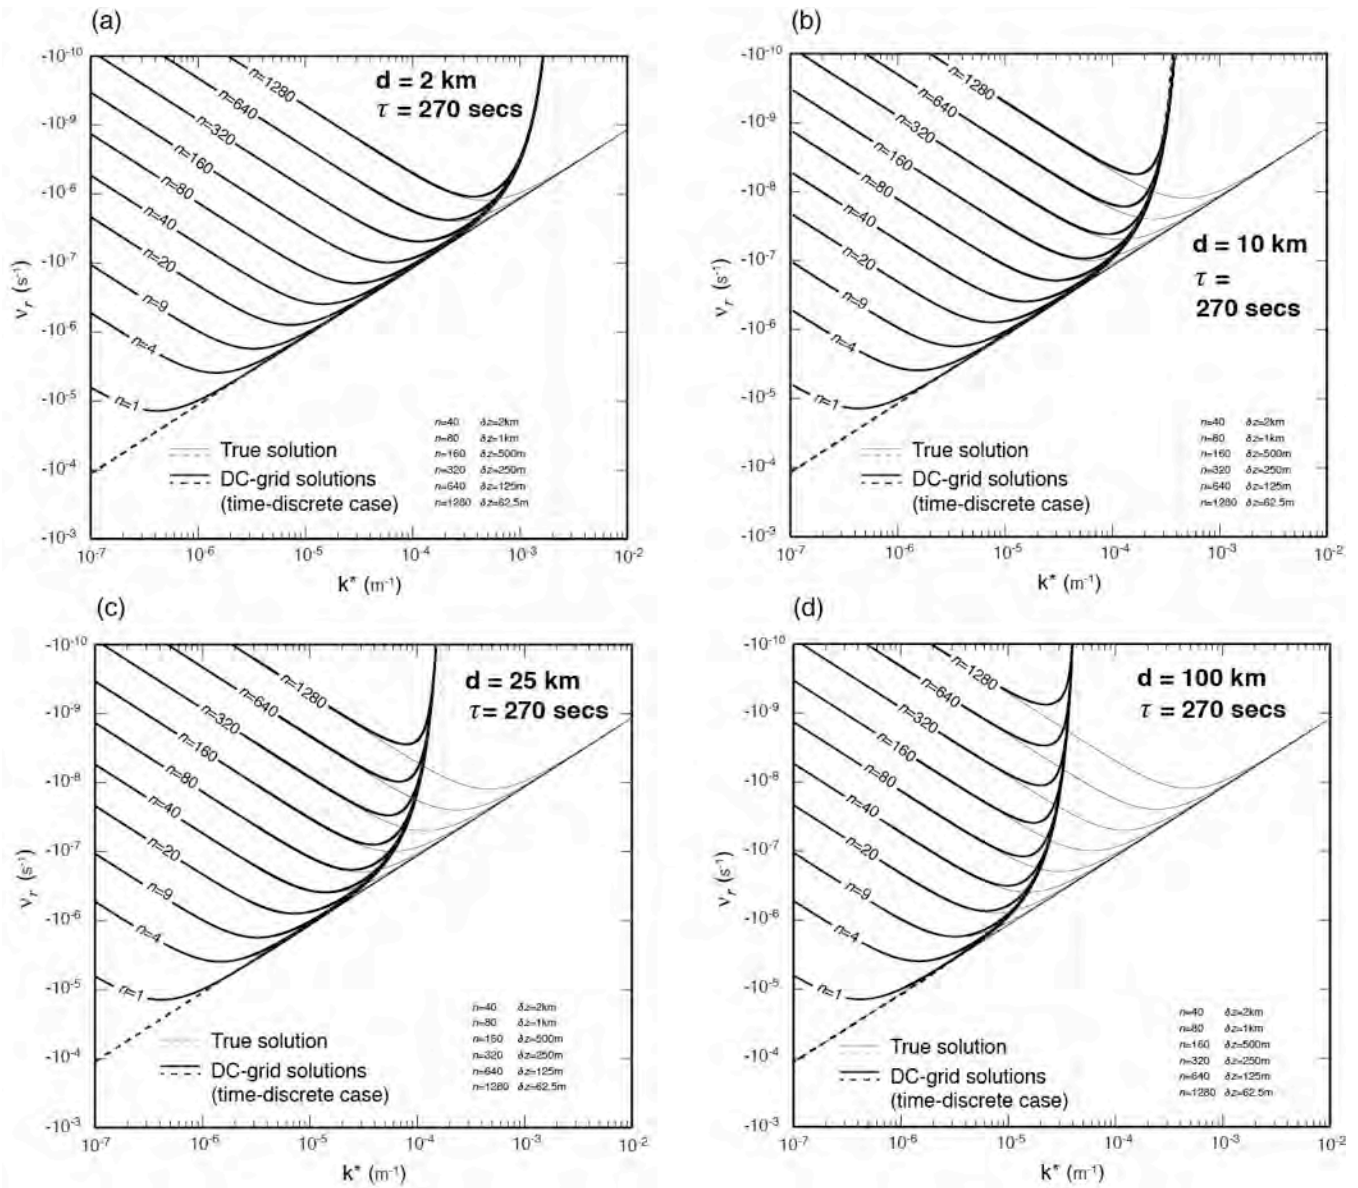 (a)
-10⁻¹⁰
-10⁻⁹
-10⁻⁸
-10⁻⁷
-10⁻⁶
-10⁻⁵
-10⁻⁴
-10⁻³
νᵣ (s⁻¹)
d = 2 km
τ = 270 secs
n=1280
n=640
n=320
n=160
n=80
n=40
n=20
n=9
n=4
n=1
True solution
DC-grid solutions
(time-discrete case)
n=40 δz=2km
n=80 δz=1km
n=160 δz=500m
n=320 δz=250m
n=640 δz=125m
n=1280 δz=62.5m
10⁻⁷ 10⁻⁶ 10⁻⁵ 10⁻⁴ 10⁻³ 10⁻²
k* (m⁻¹)
(b)
-10⁻¹⁰
-10⁻⁹
-10⁻⁸
-10⁻⁷
-10⁻⁶
-10⁻⁵
-10⁻⁴
-10⁻³
νᵣ (s⁻¹)
d = 10 km
τ =
270 secs
n=1280
n=640
n=320
n=160
n=80
n=40
n=20
n=9
n=4
n=1
True solution
DC-grid solutions
(time-discrete case)
n=40 δz=2km
n=80 δz=1km
n=160 δz=500m
n=320 δz=250m
n=640 δz=125m
n=1280 δz=62.5m
10⁻⁷ 10⁻⁶ 10⁻⁵ 10⁻⁴ 10⁻³ 10⁻²
k* (m⁻¹)
(c)
-10⁻¹⁰
-10⁻⁹
-10⁻⁸
-10⁻⁷
-10⁻⁶
-10⁻⁵
-10⁻⁴
-10⁻³
νᵣ (s⁻¹)
d = 25 km
τ = 270 secs
n=1280
n=640
n=320
n=160
n=80
n=40
n=20
n=9
n=4
n=1
True solution
DC-grid solutions
(time-discrete case)
n=40 δz=2km
n=80 δz=1km
n=160 δz=500m
n=320 δz=250m
n=640 δz=125m
n=1280 δz=62.5m
10⁻⁷ 10⁻⁶ 10⁻⁵ 10⁻⁴ 10⁻³ 10⁻²
k* (m⁻¹)
(d)
-10⁻¹⁰
-10⁻⁹
-10⁻⁸
-10⁻⁷
-10⁻⁶
-10⁻⁵
-10⁻⁴
-10⁻³
νᵣ (s⁻¹)
d = 100 km
τ = 270 secs
n=1280
n=640
n=320
n=160
n=80
n=40
n=20
n=9
n=4
n=1
True solution
DC-grid solutions
(time-discrete case)
n=40 δz=2km
n=80 δz=1km
n=160 δz=500m
n=320 δz=250m
n=640 δz=125m
n=1280 δz=62.5m
10⁻⁷ 10⁻⁶ 10⁻⁵ 10⁻⁴ 10⁻³ 10⁻²
k* (m⁻¹)